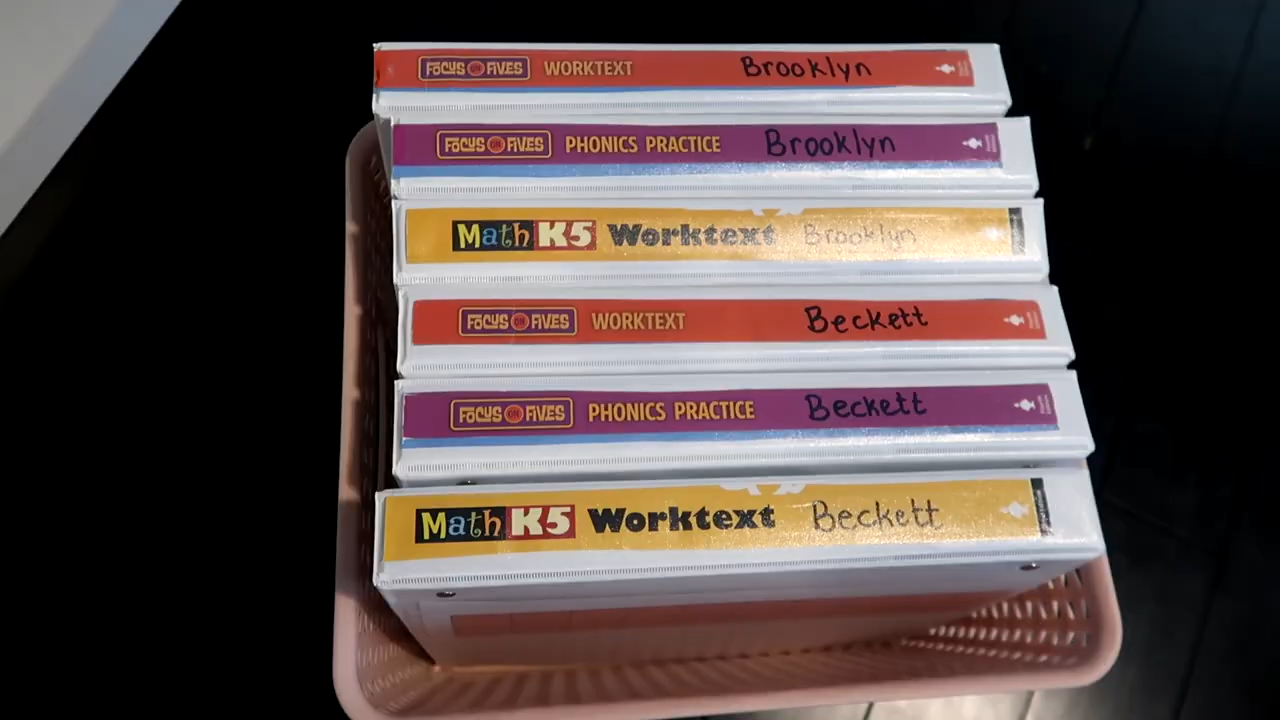 FOCUS ON FIVES WORKTEXT Brooklyn
FOCUS ON FIVES PHONICS PRACTICE Brooklyn
Math K5 Worktext Brooklyn
FOCUS ON FIVES WORKTEXT Beckett
FOCUS ON FIVES PHONICS PRACTICE Beckett
Math K5 Worktext Beckett